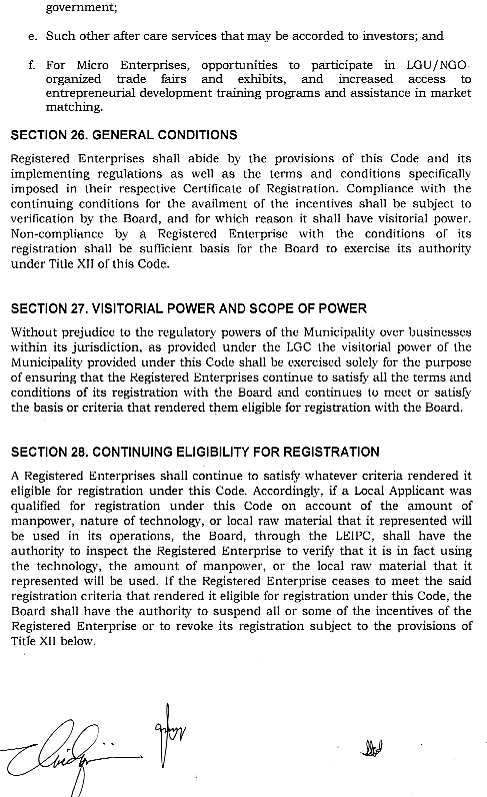 government;
e. Such other after care services that may be accorded to investors; and
f. For Micro Enterprises, opportunities to participate in LGU/NGO-
organized trade fairs and exhibits, and increased access to
entrepreneurial development training programs and assistance in market
matching.
SECTION 26. GENERAL CONDITIONS
Registered Enterprises shall abide by the provisions of this Code and its
implementing regulations as well as the terms and conditions specifically
imposed in their respective Certificate of Registration. Compliance with the
continuing conditions for the availment of the incentives shall be subject to
verification by the Board, and for which reason it shall have visitorial power.
Non-compliance by a Registered Enterprise with the conditions of its
registration shall be sufficient basis for the Board to exercise its authority
under Title XII of this Code.
SECTION 27. VISITORIAL POWER AND SCOPE OF POWER
Without prejudice to the regulatory powers of the Municipality over businesses
within its jurisdiction, as provided under the LGC the visitorial power of the
Municipality provided under this Code shall be exercised solely for the purpose
of ensuring that the Registered Enterprises continue to satisfy all the terms and
conditions of its registration with the Board and continues to meet or satisfy
the basis or criteria that rendered them eligible for registration with the Board.
SECTION 28. CONTINUING ELIGIBILITY FOR REGISTRATION
A Registered Enterprises shall continue to satisfy whatever criteria rendered it
eligible for registration under this Code. Accordingly, if a Local Applicant was
qualified for registration under this Code on account of the amount of
manpower, nature of technology, or local raw material that it represented will
be used in its operations, the Board, through the LEIPC, shall have the
authority to inspect the Registered Enterprise to verify that it is in fact using
the technology, the amount of manpower, or the local raw material that it
represented will be used. If the Registered Enterprise ceases to meet the said
registration criteria that rendered it eligible for registration under this Code, the
Board shall have the authority to suspend all or some of the incentives of the
Registered Enterprise or to revoke its registration subject to the provisions of
Title XII below.